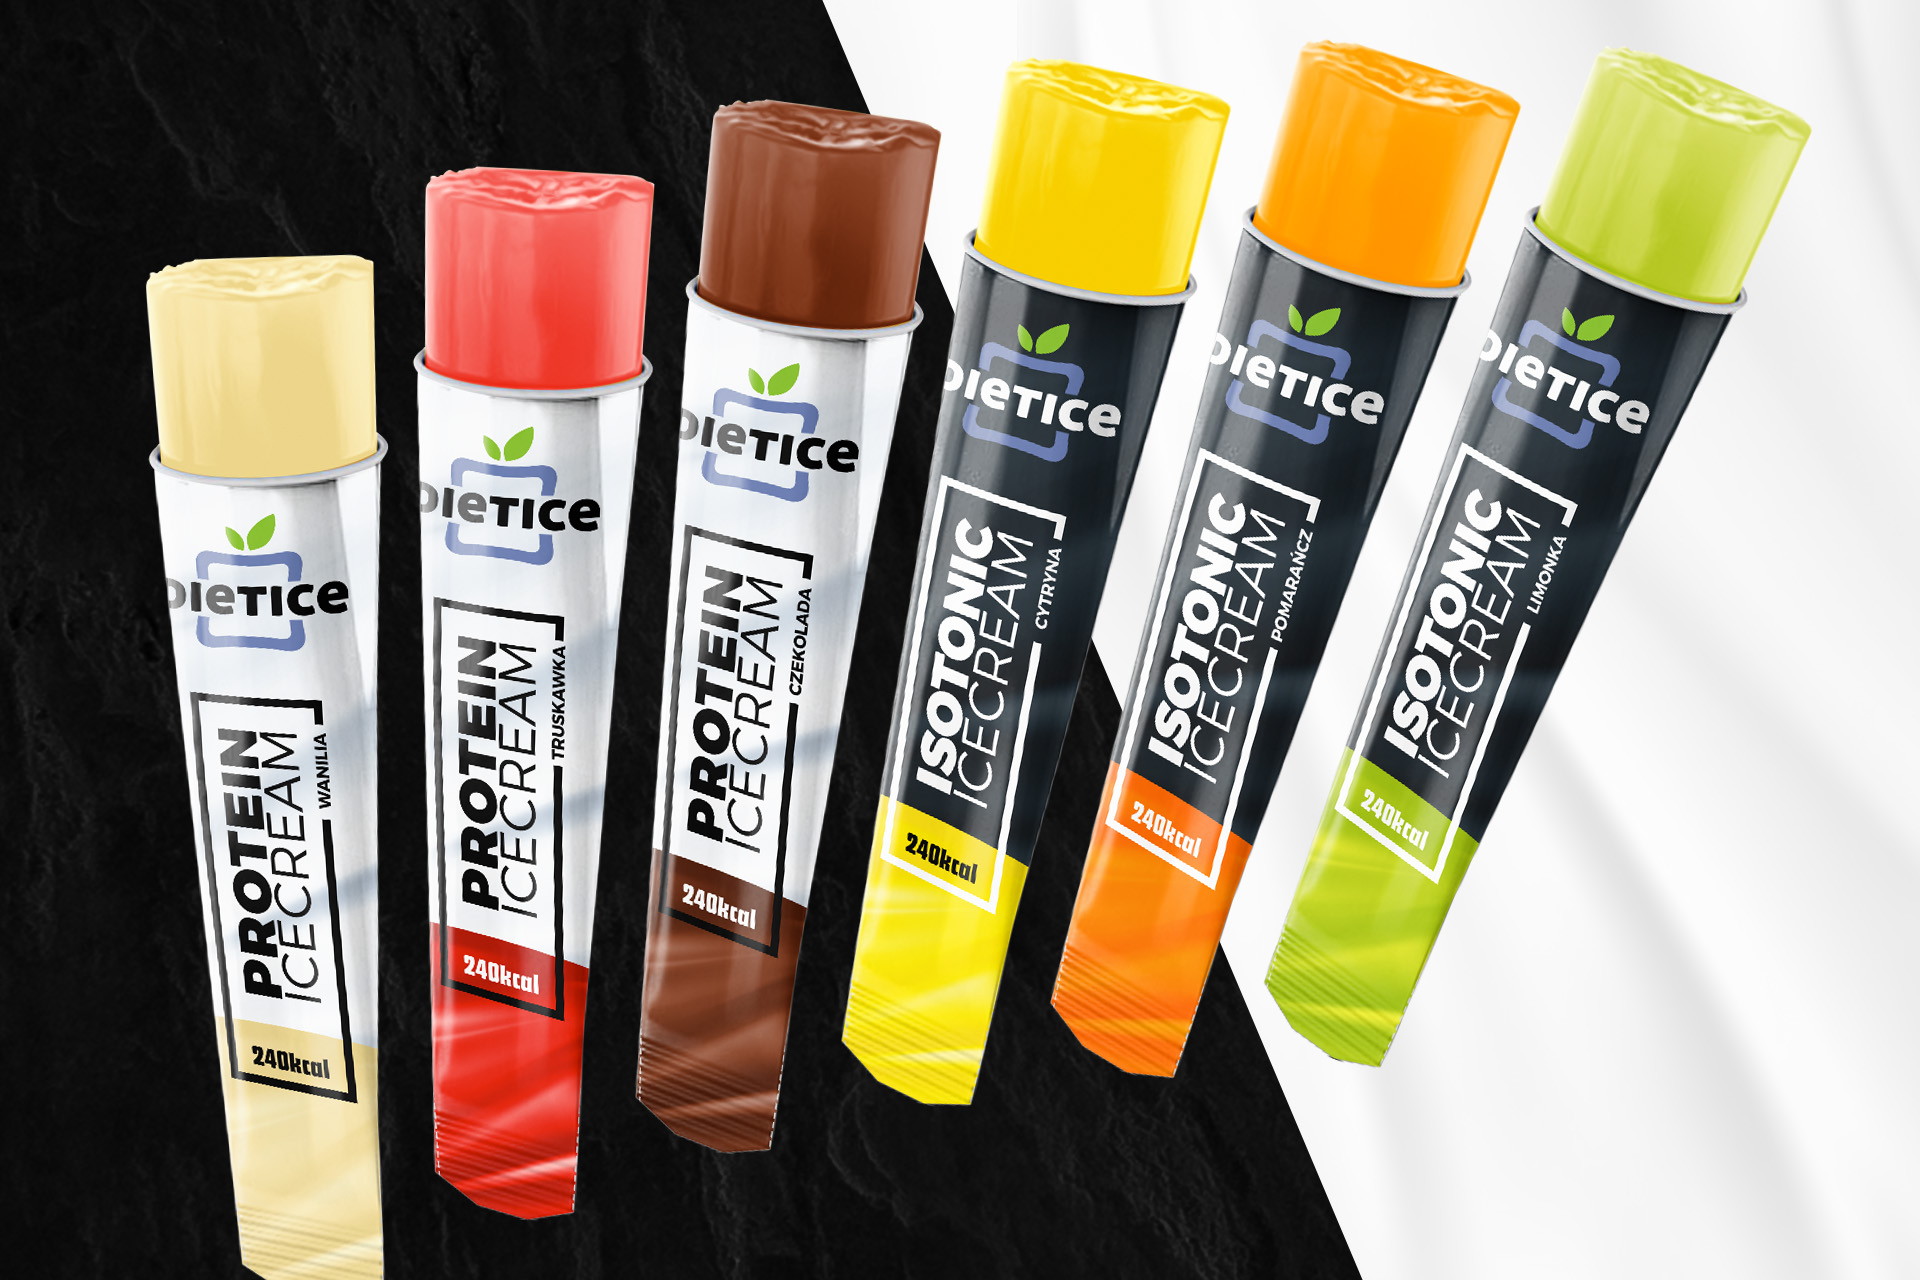 DIETICE
PROTEIN
ICECREAM
WANILIA
240kcal
DIETICE
PROTEIN
ICECREAM
TRUSKAWKA
240kcal
DIETICE
PROTEIN
ICECREAM
CZEKOLADA
240kcal
DIETICE
ISOTONIC
ICECREAM
CYTRYNA
240kcal
DIETICE
ISOTONIC
ICECREAM
POMARAŃCZ
240kcal
DIETICE
ISOTONIC
ICECREAM
LIMONKA
240kcal